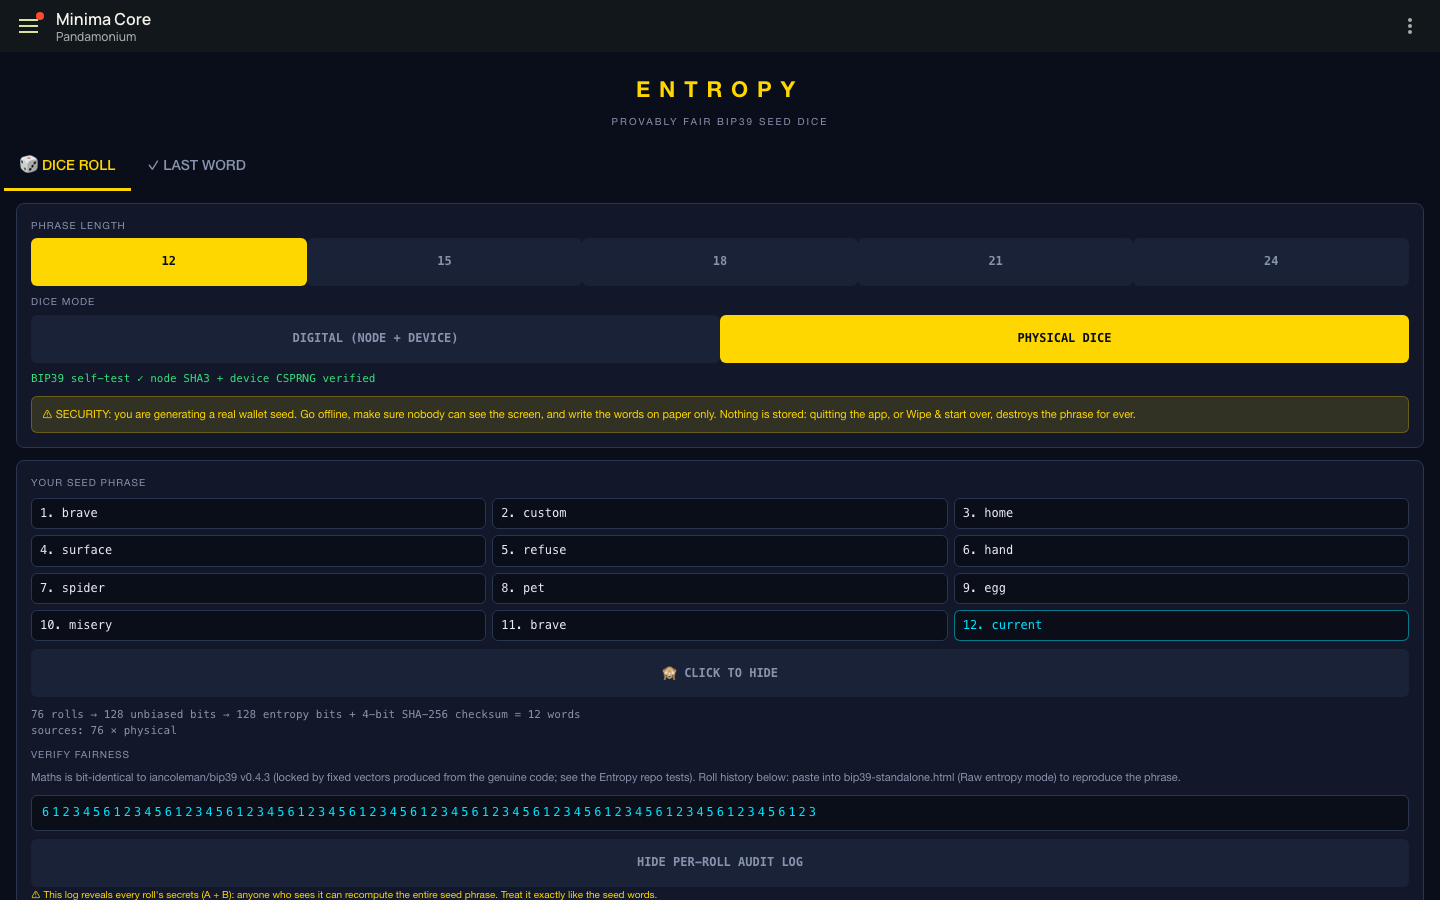 Minima Core
Pandamonium
ENTROPY
PROVABLY FAIR BIP39 SEED DICE
DICE ROLL
✓ LAST WORD
PHRASE LENGTH
12 15 18 21 24
DICE MODE
DIGITAL (NODE + DEVICE) PHYSICAL DICE
BIP39 self-test ✓ node SHA3 + device CSPRNG verified
⚠ SECURITY: you are generating a real wallet seed. Go offline, make sure nobody can see the screen, and write the words on paper only. Nothing is stored: quitting the app, or Wipe & start over, destroys the phrase for ever.
YOUR SEED PHRASE
1. brave 2. custom 3. home
4. surface 5. refuse 6. hand
7. spider 8. pet 9. egg
10. misery 11. brave 12. current
🙈 CLICK TO HIDE
76 rolls → 128 unbiased bits → 128 entropy bits + 4-bit SHA-256 checksum = 12 words
sources: 76 × physical
VERIFY FAIRNESS
Maths is bit-identical to iancoleman/bip39 v0.4.3 (locked by fixed vectors produced from the genuine code; see the Entropy repo tests). Roll history below: paste into bip39-standalone.html (Raw entropy mode) to reproduce the phrase.
6 1 2 3 4 5 6 1 2 3 4 5 6 1 2 3 4 5 6 1 2 3 4 5 6 1 2 3 4 5 6 1 2 3 4 5 6 1 2 3 4 5 6 1 2 3 4 5 6 1 2 3 4 5 6 1 2 3 4 5 6 1 2 3 4 5 6 1 2 3 4 5 6 1 2 3
HIDE PER-ROLL AUDIT LOG
⚠ This log reveals every roll's secrets (A + B): anyone who sees it can recompute the entire seed phrase. Treat it exactly like the seed words.